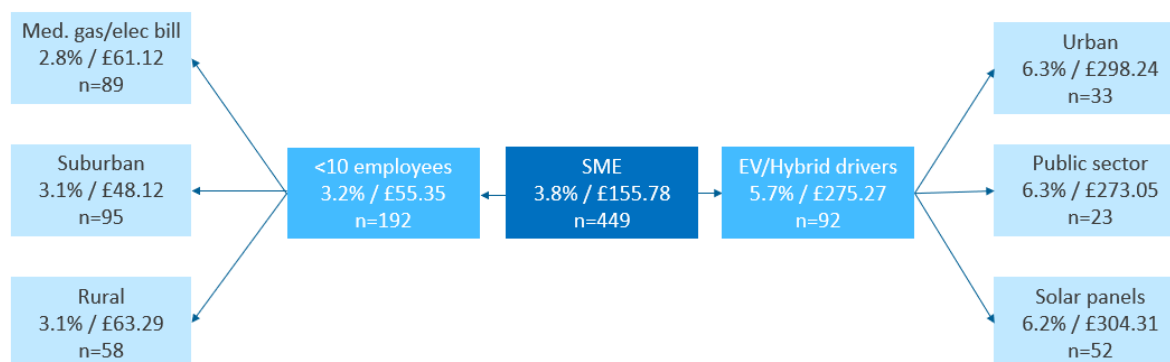 Med. gas/elec bill
2.8% / £61.12
n=89
Suburban
3.1% / £48.12
n=95
Rural
3.1% / £63.29
n=58
<10 employees
3.2% / £55.35
n=192
SME
3.8% / £155.78
n=449
EV/Hybrid drivers
5.7% / £275.27
n=92
Urban
6.3% / £298.24
n=33
Public sector
6.3% / £273.05
n=23
Solar panels
6.2% / £304.31
n=52